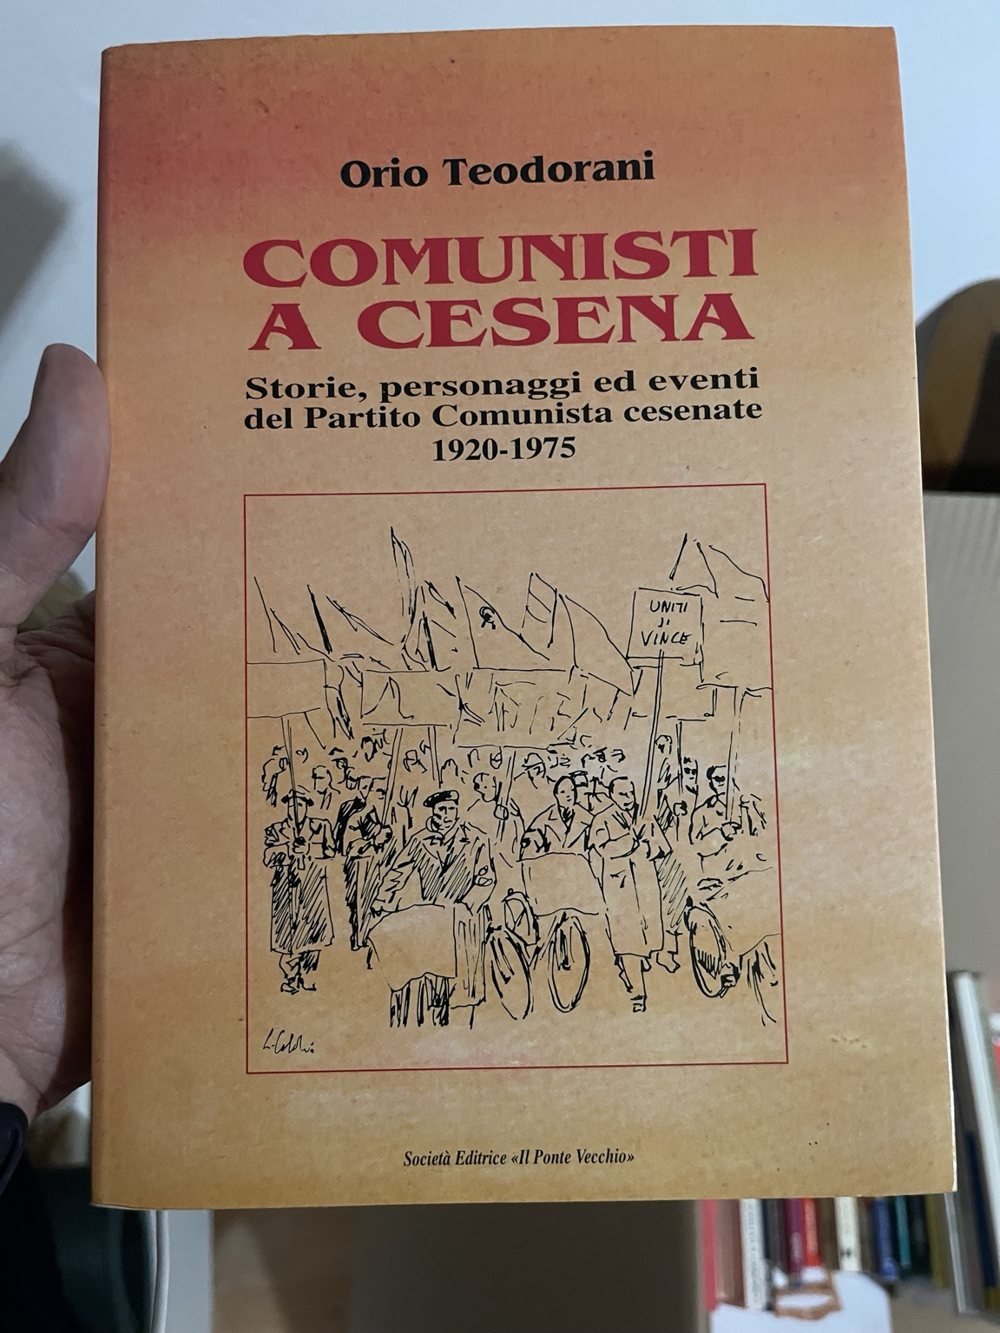 Orio Teodorani
COMUNISTI
A CESENA
Storie, personaggi ed eventi
del Partito Comunista cesenate
1920-1975
UNITI
SI
VINCE
Società Editrice «Il Ponte Vecchio»